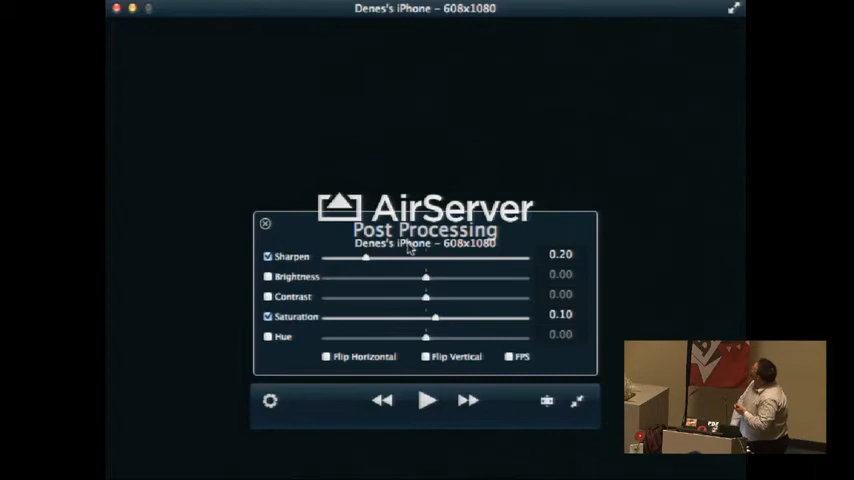 Denes's iPhone – 608x1080
AirServer
Post Processing
Denes's iPhone – 608x1080
Sharpen 0.20
Brightness 0.00
Contrast 0.00
Saturation 0.10
Hue 0.00
Flip Horizontal Flip Vertical FPS